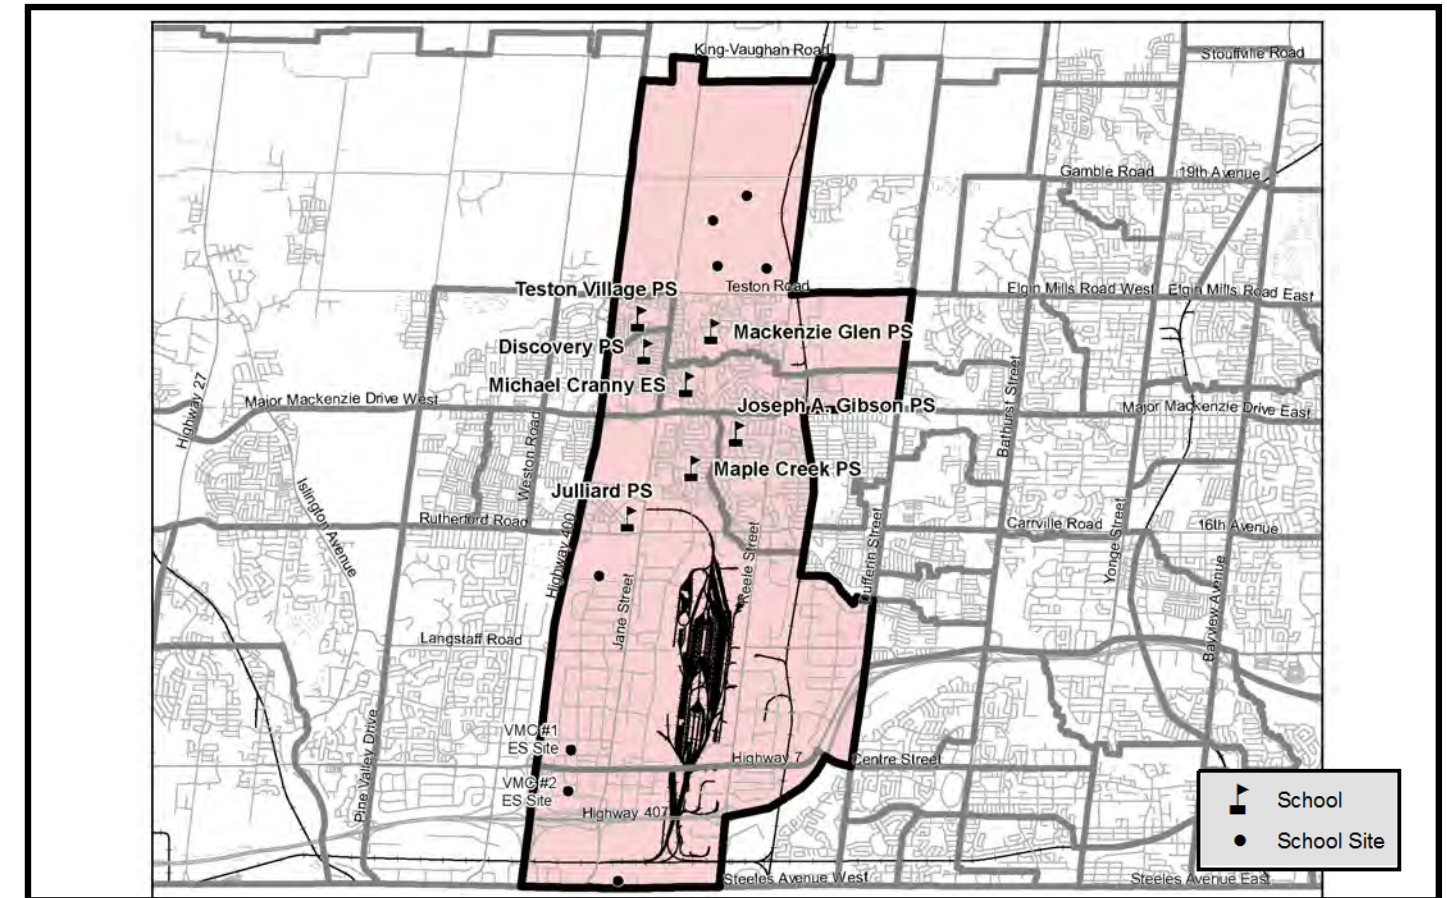 King-Vaughan Road
Stouffville Road
Gamble Road
19th Avenue
Teston Road
Teston Village PS
Elgin Mills Road West
Elgin Mills Road East
Mackenzie Glen PS
Discovery PS
Michael Cranny ES
Highway 27
Major Mackenzie Drive West
Joseph A. Gibson PS
Major Mackenzie Drive East
Bathurst Street
Weston Road
Maple Creek PS
Julliard PS
Islington Avenue
Rutherford Road
Carrville Road
16th Avenue
Highway 400
Keele Street
Dufferin Street
Yonge Street
Jane Street
Bayview Avenue
Langstaff Road
VMC #1
ES Site
Highway 7
Centre Street
Pine Valley Drive
VMC #2
ES Site
Highway 407
School
School Site
Steeles Avenue West
Steeles Avenue East